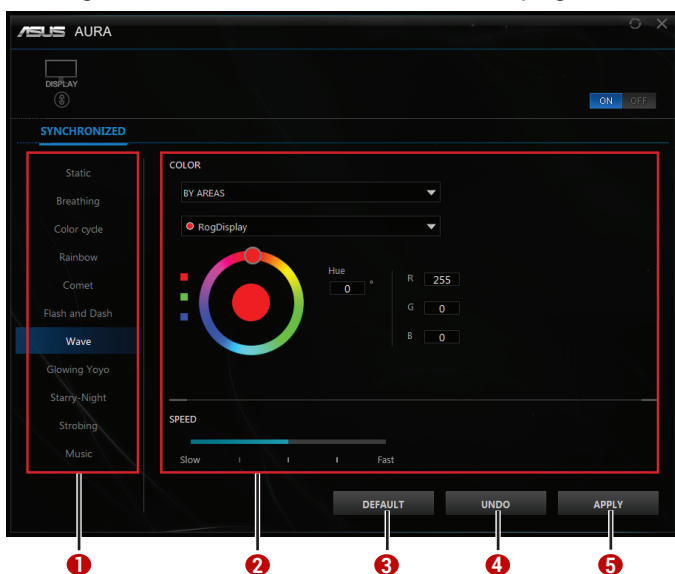 ASUS AURA
DISPLAY
ON OFF
SYNCHRONIZED
Static
Breathing
Color cycle
Rainbow
Comet
Flash and Dash
Wave
Glowing Yoyo
Starry-Night
Strobing
Music
COLOR
BY AREAS
RogDisplay
Hue
0 °
R 255
G 0
B 0
SPEED
Slow Fast
DEFAULT UNDO APPLY
1 2 3 4 5